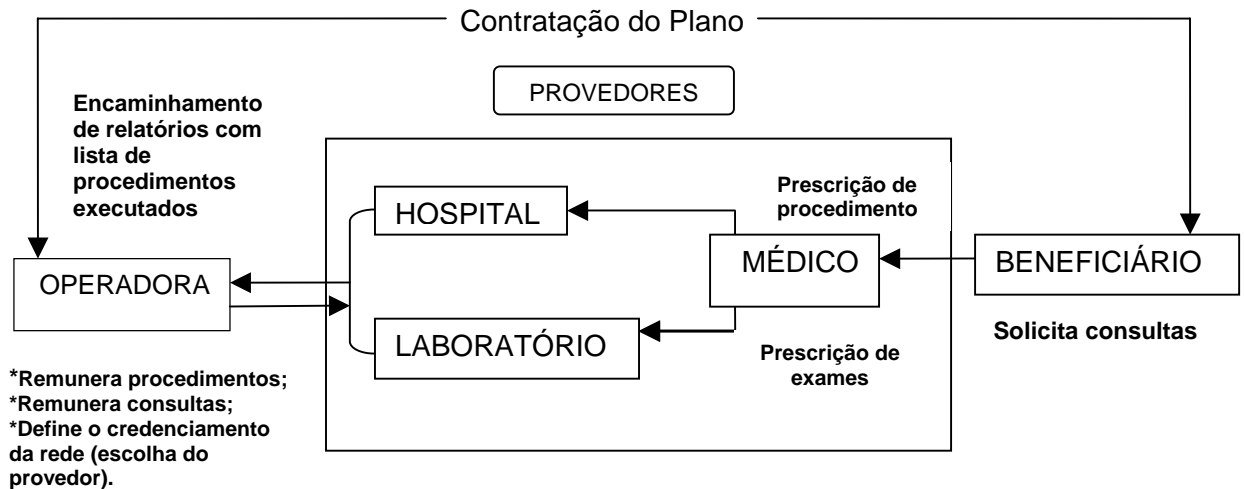 Contratação do Plano
PROVEDORES
Encaminhamento
de relatórios com
lista de
procedimentos
executados
HOSPITAL
Prescrição de
procedimento
MÉDICO
BENEFICIÁRIO
OPERADORA
Solicita consultas
LABORATÓRIO
Prescrição de
exames
*Remunera procedimentos;
*Remunera consultas;
*Define o credenciamento
da rede (escolha do
provedor).